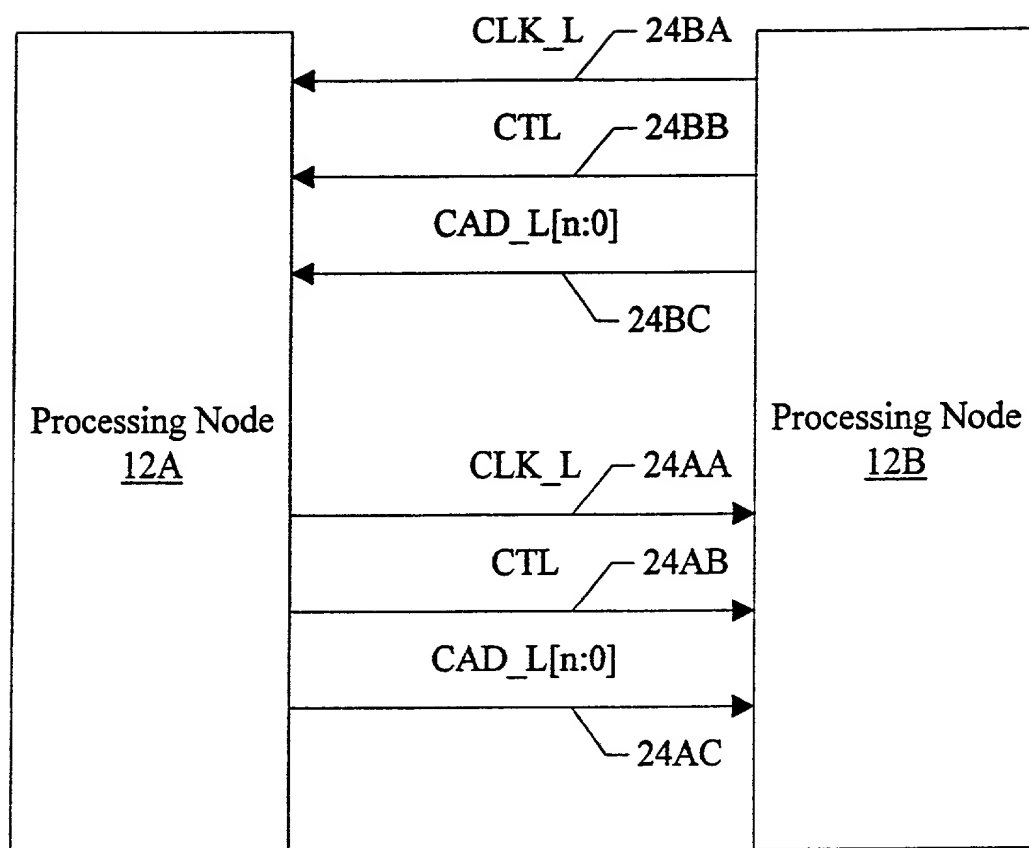 CLK_L 24BA
CTL 24BB
CAD_L[n:0]
24BC
Processing Node
12A
Processing Node
12B
CLK_L 24AA
CTL 24AB
CAD_L[n:0]
24AC